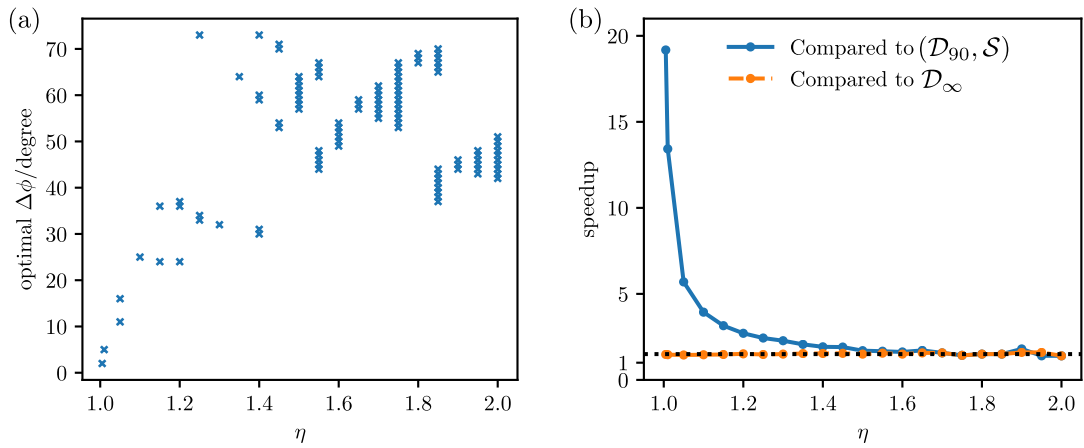 (a)
optimal Δϕ/degree
70
60
50
40
30
20
10
0
1.0 1.2 1.4 1.6 1.8 2.0
η
(b)
speedup
20
15
10
5
1
0
Compared to (𝒟₉₀, 𝒮)
Compared to 𝒟∞
1.0 1.2 1.4 1.6 1.8 2.0
η